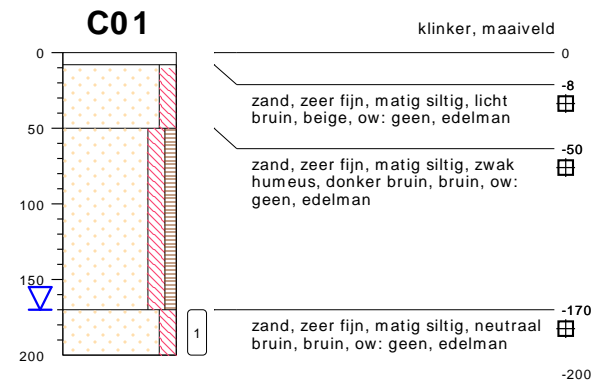 C01
klinker, maaiveld
0
0
-8
zand, zeer fijn, matig siltig, licht
bruin, beige, ow: geen, edelman
50
-50
zand, zeer fijn, matig siltig, zwak
humeus, donker bruin, bruin, ow:
geen, edelman
100
150
-170
1
zand, zeer fijn, matig siltig, neutraal
bruin, bruin, ow: geen, edelman
200
-200